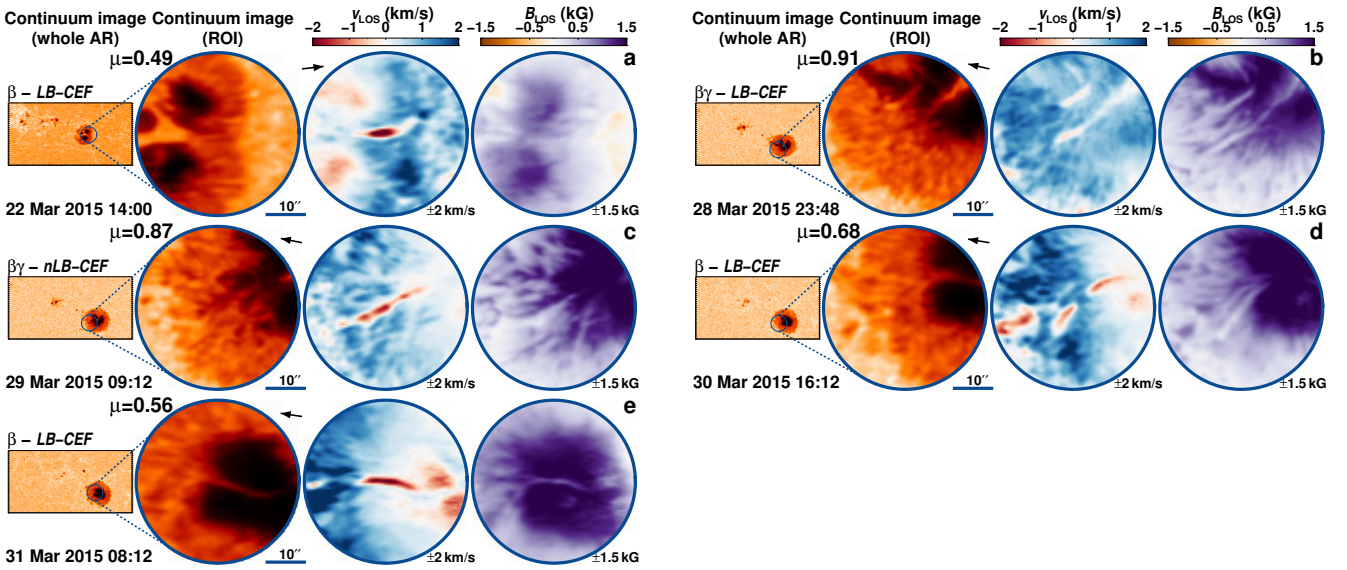 Continuum image (whole AR)
Continuum image (ROI)
v_LOS (km/s)
−2 −1 0 1 2
B_LOS (kG)
−1.5 −0.5 0.5 1.5
μ=0.49
a
β − LB−CEF
22 Mar 2015 14:00
10″
±2 km/s
±1.5 kG
Continuum image (whole AR)
Continuum image (ROI)
v_LOS (km/s)
−2 −1 0 1 2
B_LOS (kG)
−1.5 −0.5 0.5 1.5
μ=0.91
b
βγ − LB−CEF
28 Mar 2015 23:48
10″
±2 km/s
±1.5 kG
μ=0.87
c
βγ − nLB−CEF
29 Mar 2015 09:12
10″
±2 km/s
±1.5 kG
μ=0.68
d
β − LB−CEF
30 Mar 2015 16:12
10″
±2 km/s
±1.5 kG
μ=0.56
e
β − LB−CEF
31 Mar 2015 08:12
10″
±2 km/s
±1.5 kG